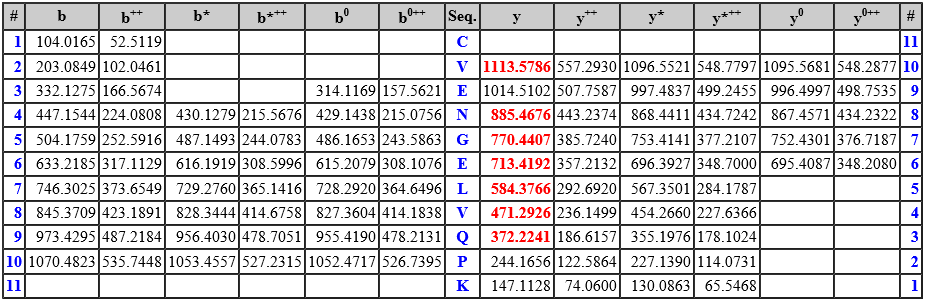 # b b++ b* b*++ b0 b0++ Seq. y y++ y* y*++ y0 y0++ #
1 104.0165 52.5119 C 11
2 203.0849 102.0461 V 1113.5786 557.2930 1096.5521 548.7797 1095.5681 548.2877 10
3 332.1275 166.5674 314.1169 157.5621 E 1014.5102 507.7587 997.4837 499.2455 996.4997 498.7535 9
4 447.1544 224.0808 430.1279 215.5676 429.1438 215.0756 N 885.4676 443.2374 868.4411 434.7242 867.4571 434.2322 8
5 504.1759 252.5916 487.1493 244.0783 486.1653 243.5863 G 770.4407 385.7240 753.4141 377.2107 752.4301 376.7187 7
6 633.2185 317.1129 616.1919 308.5996 615.2079 308.1076 E 713.4192 357.2132 696.3927 348.7000 695.4087 348.2080 6
7 746.3025 373.6549 729.2760 365.1416 728.2920 364.6496 L 584.3766 292.6920 567.3501 284.1787 5
8 845.3709 423.1891 828.3444 414.6758 827.3604 414.1838 V 471.2926 236.1499 454.2660 227.6366 4
9 973.4295 487.2184 956.4030 478.7051 955.4190 478.2131 Q 372.2241 186.6157 355.1976 178.1024 3
10 1070.4823 535.7448 1053.4557 527.2315 1052.4717 526.7395 P 244.1656 122.5864 227.1390 114.0731 2
11 K 147.1128 74.0600 130.0863 65.5468 1